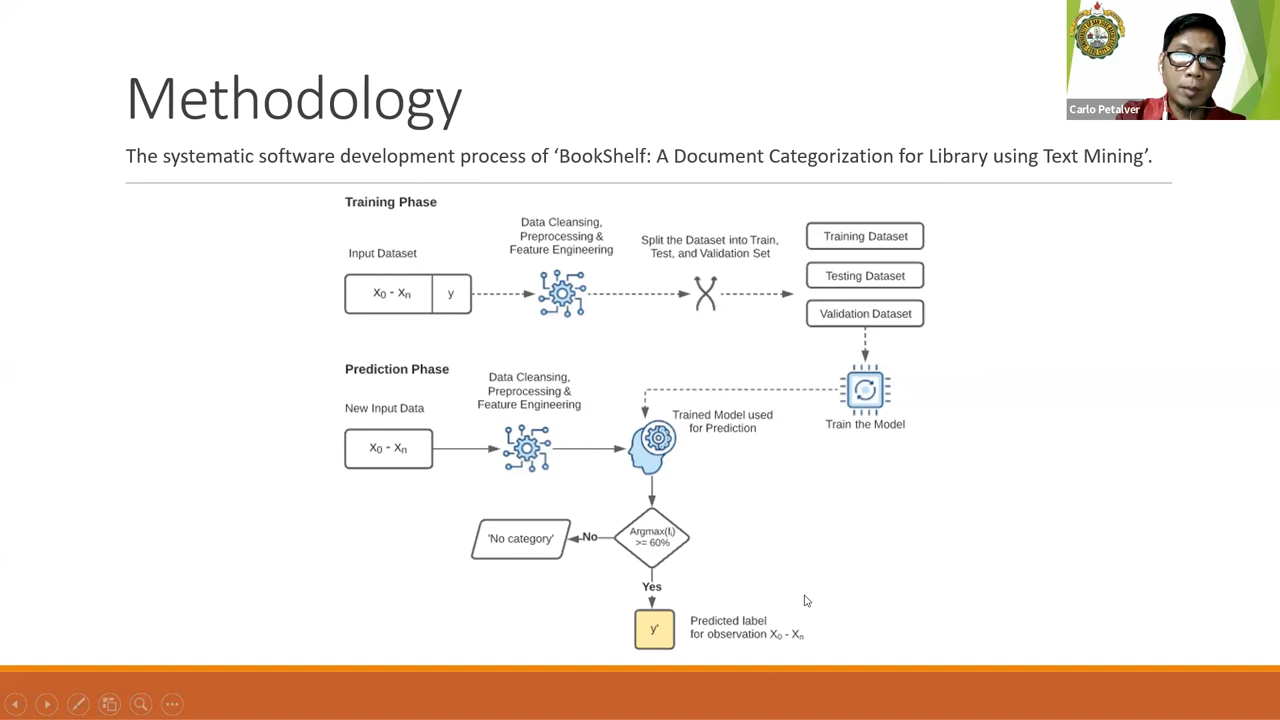 Methodology
Carlo Petalver
The systematic software development process of ‘BookShelf: A Document Categorization for Library using Text Mining’.
Training Phase
Input Dataset
X0 - Xn
y
Data Cleansing,
Preprocessing &
Feature Engineering
Split the Dataset into Train,
Test, and Validation Set
Training Dataset
Testing Dataset
Validation Dataset
Train the Model
Prediction Phase
New Input Data
X0 - Xn
Data Cleansing,
Preprocessing &
Feature Engineering
Trained Model used
for Prediction
Argmax(fi)
>= 60%
No
'No category'
Yes
y'
Predicted label
for observation X0 - Xn